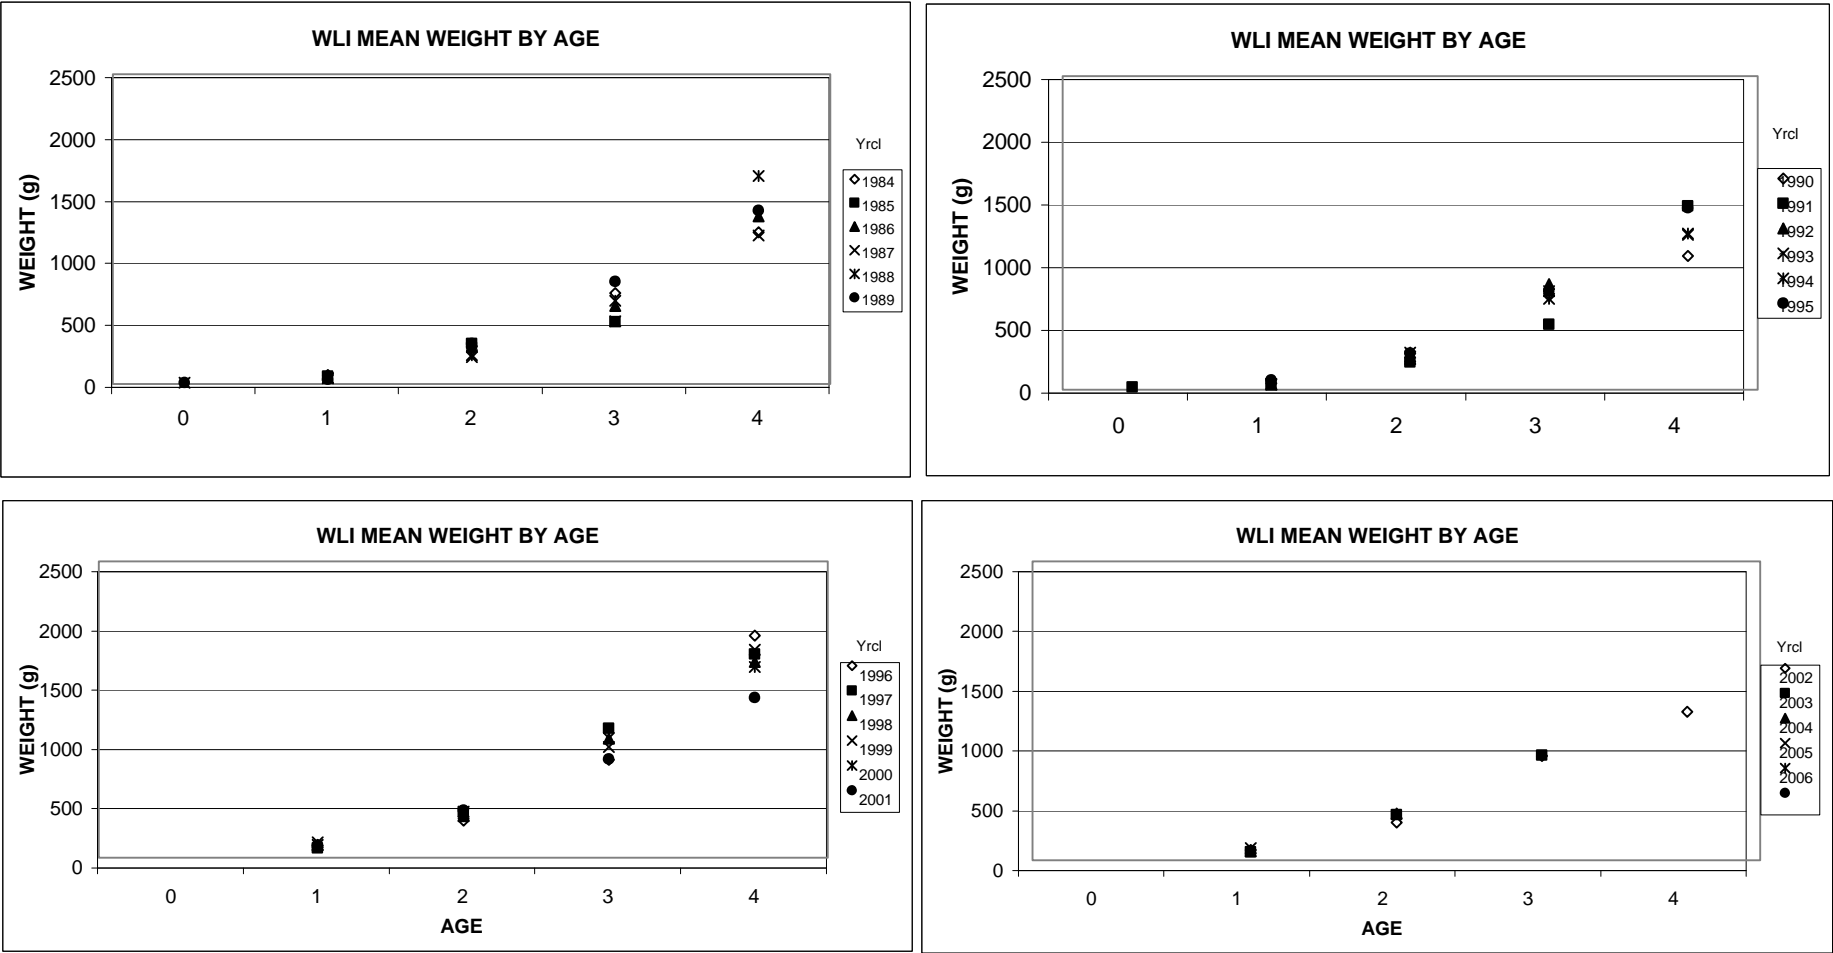 WLI MEAN WEIGHT BY AGE
2500
2000
1500
1000
500
0
WEIGHT (g)
0 1 2 3 4
Yrcl
1984
1985
1986
1987
1988
1989
WLI MEAN WEIGHT BY AGE
2500
2000
1500
1000
500
0
WEIGHT (g)
0 1 2 3 4
Yrcl
1990
1991
1992
1993
1994
1995
WLI MEAN WEIGHT BY AGE
2500
2000
1500
1000
500
0
WEIGHT (g)
0 1 2 3 4
AGE
Yrcl
1996
1997
1998
1999
2000
2001
WLI MEAN WEIGHT BY AGE
2500
2000
1500
1000
500
0
WEIGHT (g)
0 1 2 3 4
AGE
Yrcl
2002
2003
2004
2005
2006